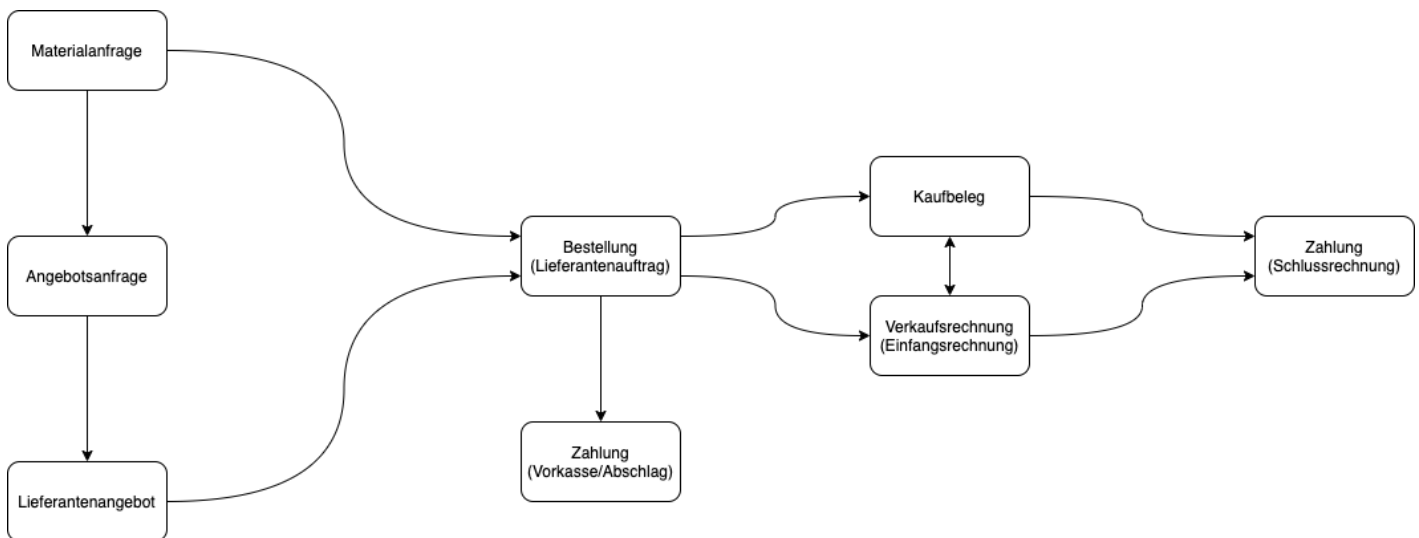 Materialanfrage
Angebotsanfrage
Lieferantenangebot
Bestellung
(Lieferantenauftrag)
Zahlung
(Vorkasse/Abschlag)
Kaufbeleg
Verkaufsrechnung
(Einfangsrechnung)
Zahlung
(Schlussrechnung)